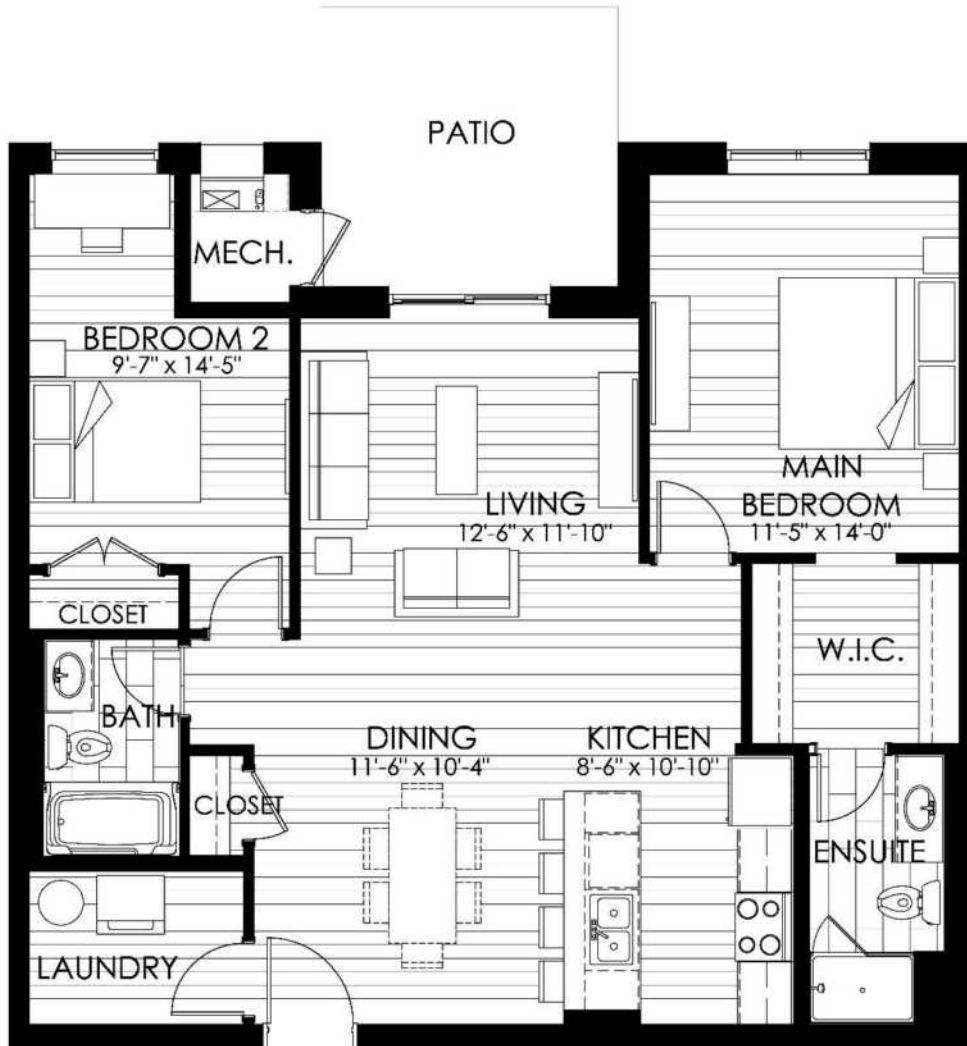 PATIO
MECH.
BEDROOM 2
9'-7" x 14'-5"
LIVING
12'-6" x 11'-10"
MAIN
BEDROOM
11'-5" x 14'-0"
CLOSET
W.I.C.
BATH
DINING
11'-6" x 10'-4"
KITCHEN
8'-6" x 10'-10"
CLOSET
ENSUITE
LAUNDRY